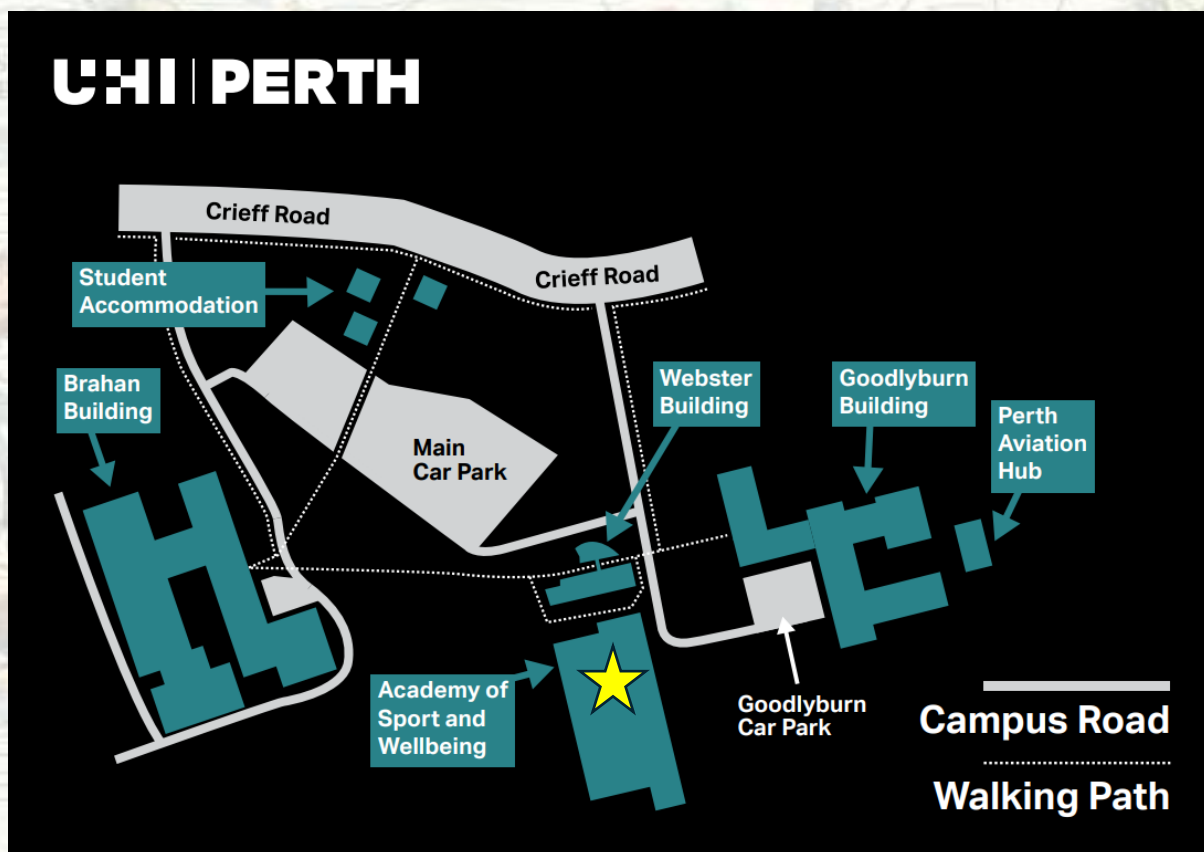 UHI | PERTH
Crieff Road
Crieff Road
Student
Accommodation
Brahan
Building
Main
Car Park
Webster
Building
Goodlyburn
Building
Perth
Aviation
Hub
Academy of
Sport and
Wellbeing
Goodlyburn
Car Park
Campus Road
Walking Path